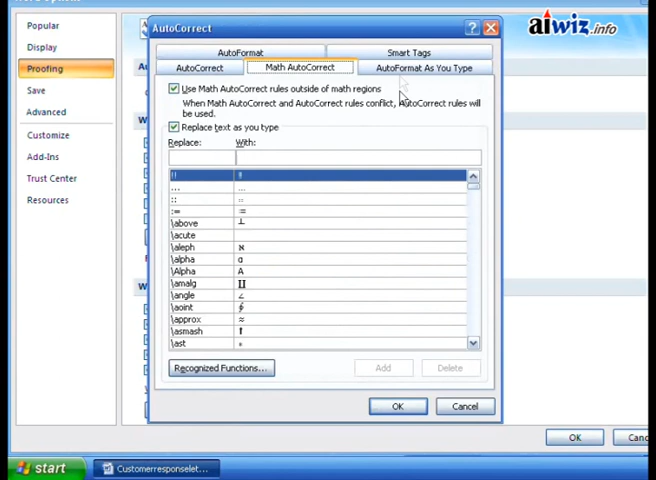 Popular
Display
Proofing
Save
Advanced
Customize
Add-Ins
Trust Center
Resources
AutoCorrect
aiwiz.info
AutoFormat
Smart Tags
AutoCorrect
Math AutoCorrect
AutoFormat As You Type
Use Math AutoCorrect rules outside of math regions
When Math AutoCorrect and AutoCorrect rules conflict, AutoCorrect rules will
be used.
Replace text as you type
Replace: With:
!! ‼
... …
:: ∷
:= ≔
\above ┴
\acute
\aleph ℵ
\alpha α
\Alpha Α
\amalg ∐
\angle ∠
\aoint ∳
\approx ≈
\asmash ⬆
\ast
Recognized Functions...
Add
Delete
OK
Cancel
OK
start
Customerresponselet...